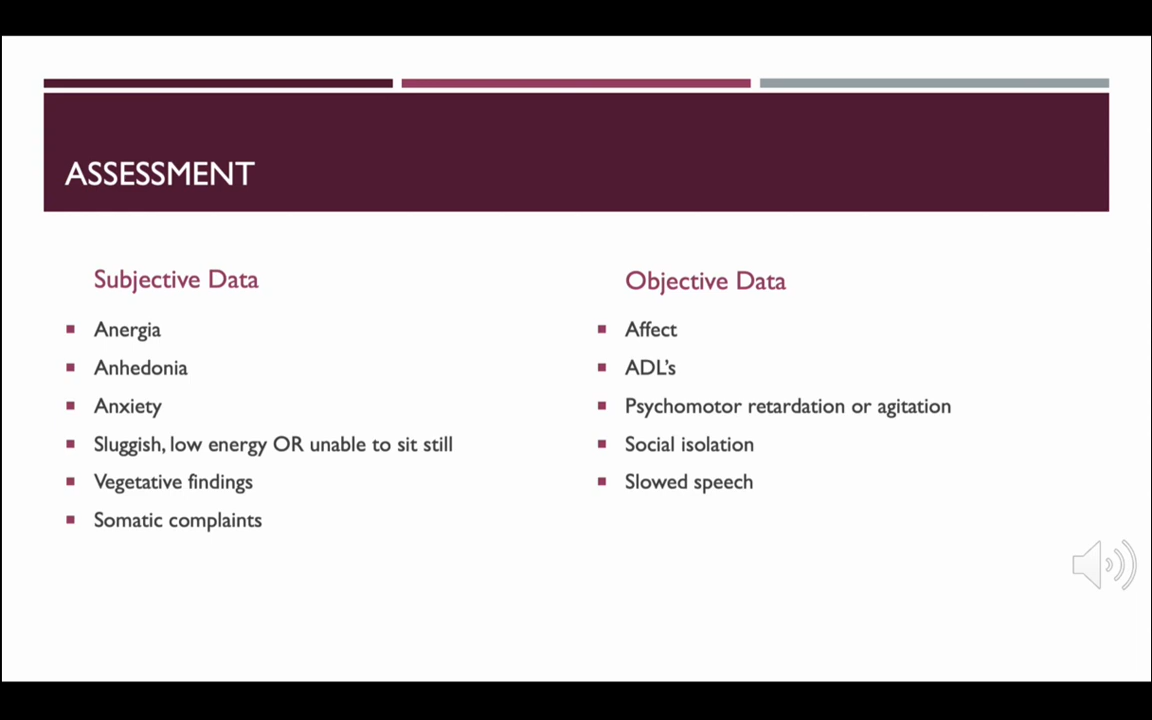 ASSESSMENT
Subjective Data
Anergia
Anhedonia
Anxiety
Sluggish, low energy OR unable to sit still
Vegetative findings
Somatic complaints
Objective Data
Affect
ADL's
Psychomotor retardation or agitation
Social isolation
Slowed speech